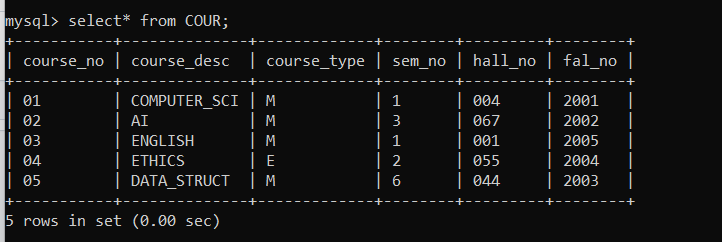 mysql> select* from COUR;
+-----------+-------------+-------------+--------+---------+--------+
| course_no | course_desc | course_type | sem_no | hall_no | fal_no |
+-----------+-------------+-------------+--------+---------+--------+
| 01 | COMPUTER_SCI | M | 1 | 004 | 2001 |
| 02 | AI | M | 3 | 067 | 2002 |
| 03 | ENGLISH | M | 1 | 001 | 2005 |
| 04 | ETHICS | E | 2 | 055 | 2004 |
| 05 | DATA_STRUCT | M | 6 | 044 | 2003 |
+-----------+-------------+-------------+--------+---------+--------+
5 rows in set (0.00 sec)